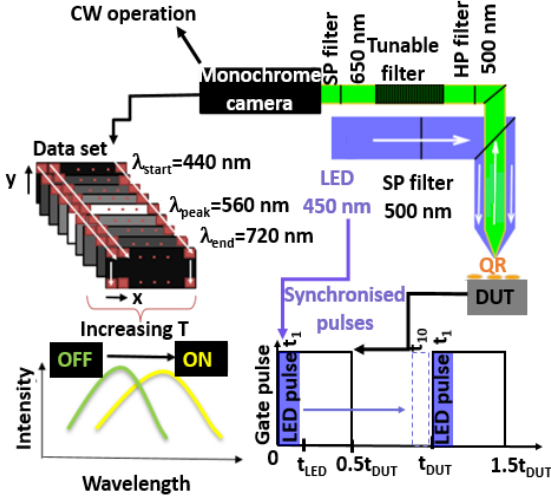 CW operation
Monochrome
camera
SP filter
650 nm
Tunable
filter
HP filter
500 nm
Data set
y
x
λstart=440 nm
λpeak=560 nm
λend=720 nm
LED
450 nm
SP filter
500 nm
QR
DUT
Synchronised
pulses
Increasing T
OFF
ON
Intensity
Wavelength
Gate pulse
LED pulse
t1
t10
t1
LED pulse
0
tLED
0.5tDUT
tDUT
1.5tDUT